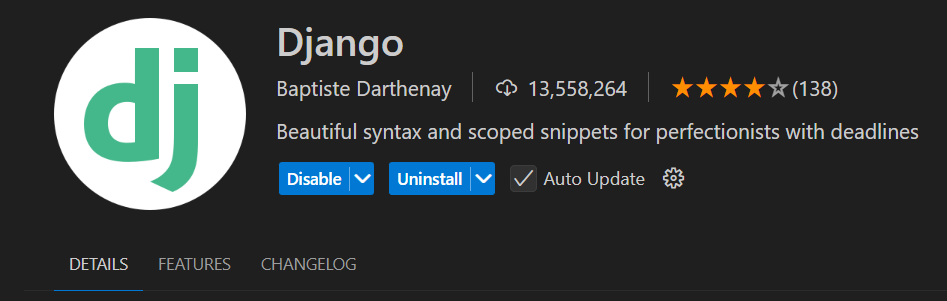 dj
Django
Baptiste Darthenay 13,558,264 (138)
Beautiful syntax and scoped snippets for perfectionists with deadlines
Disable Uninstall Auto Update
DETAILS FEATURES CHANGELOG